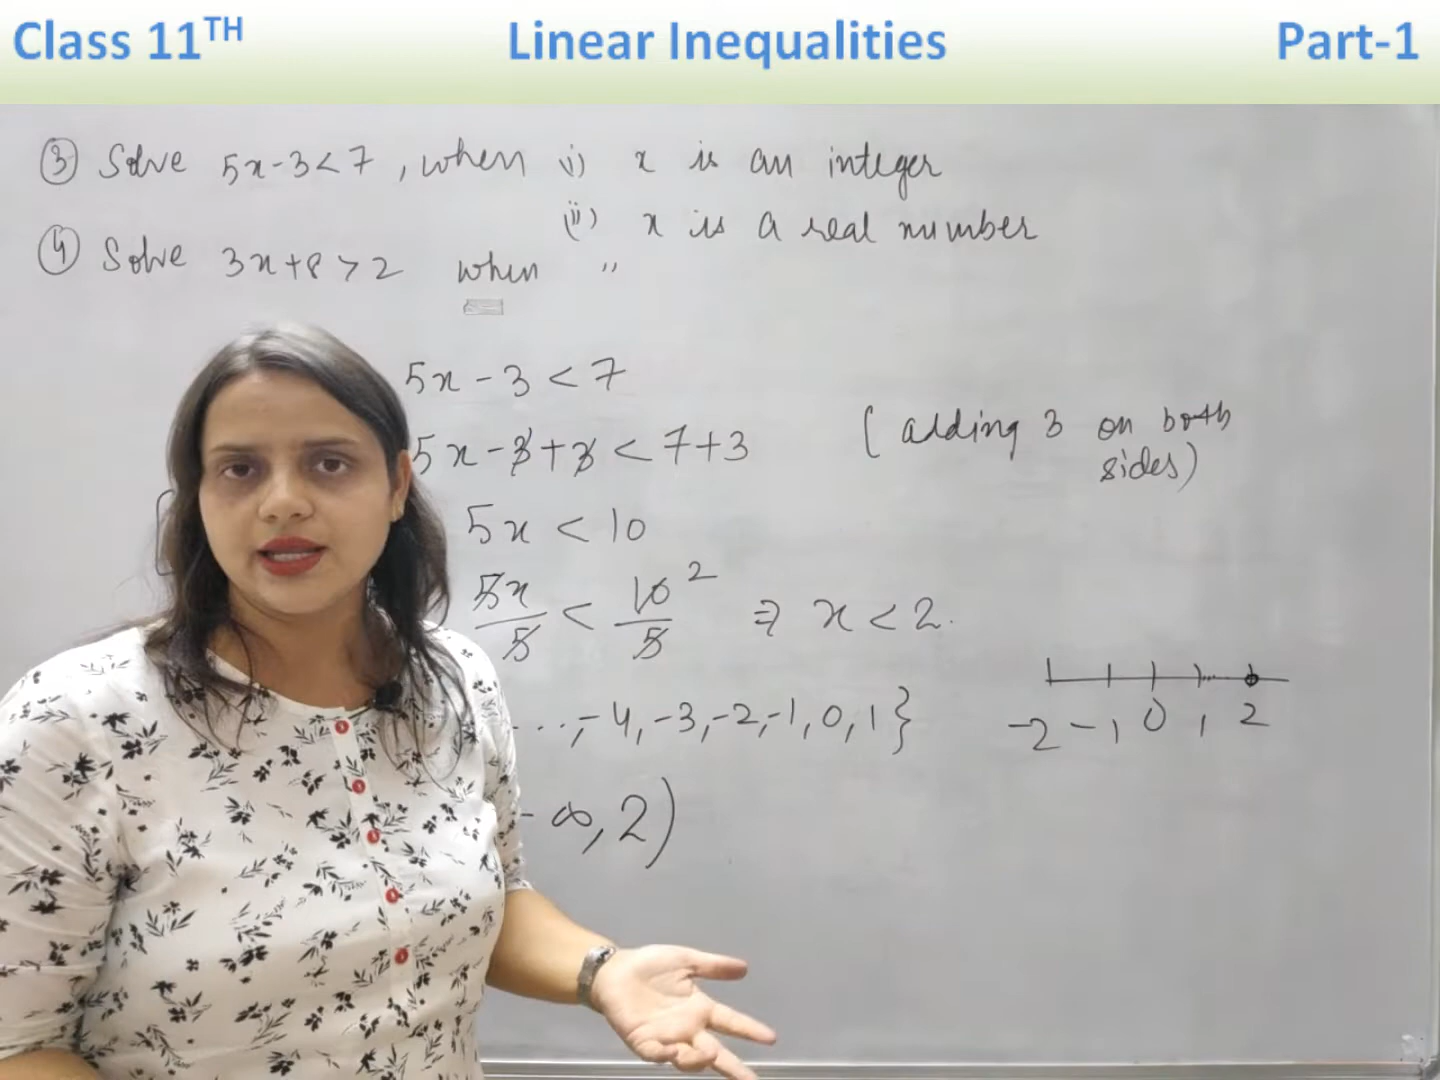 Class 11TH Linear Inequalities Part-1
③ Solve 5x-3<7, when (i) x is an integer
(ii) x is a real number
④ Solve 3x+8>2 when "
5x-3<7
5x-3+3<7+3 (adding 3 on both
sides)
5x<10
5x/5 < 10/5 2 ⇒ x<2.
..,-4,-3,-2,-1,0,1}
-2 -1 0 1 2
-∞,2)